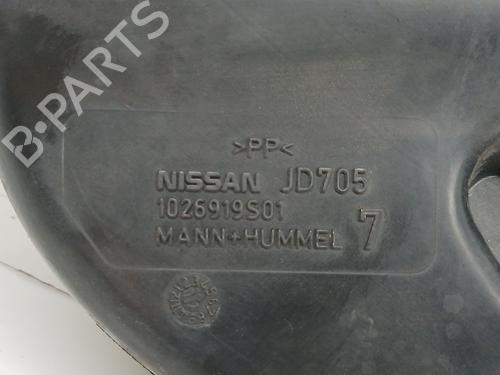 B-PARTS
>PP<
NISSAN JD705
1026919S01
MANN+HUMMEL 7